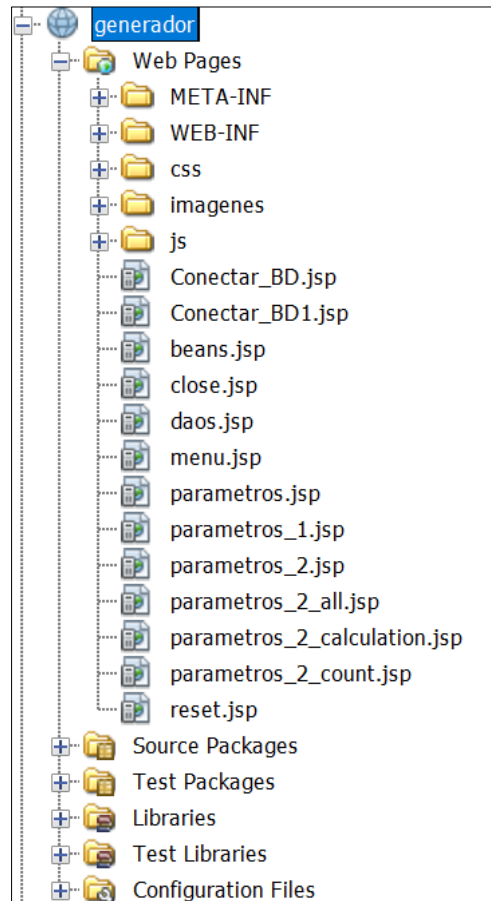 generador
Web Pages
META-INF
WEB-INF
css
imagenes
js
Conectar_BD.jsp
Conectar_BD1.jsp
beans.jsp
close.jsp
daos.jsp
menu.jsp
parametros.jsp
parametros_1.jsp
parametros_2.jsp
parametros_2_all.jsp
parametros_2_calculation.jsp
parametros_2_count.jsp
reset.jsp
Source Packages
Test Packages
Libraries
Test Libraries
Configuration Files